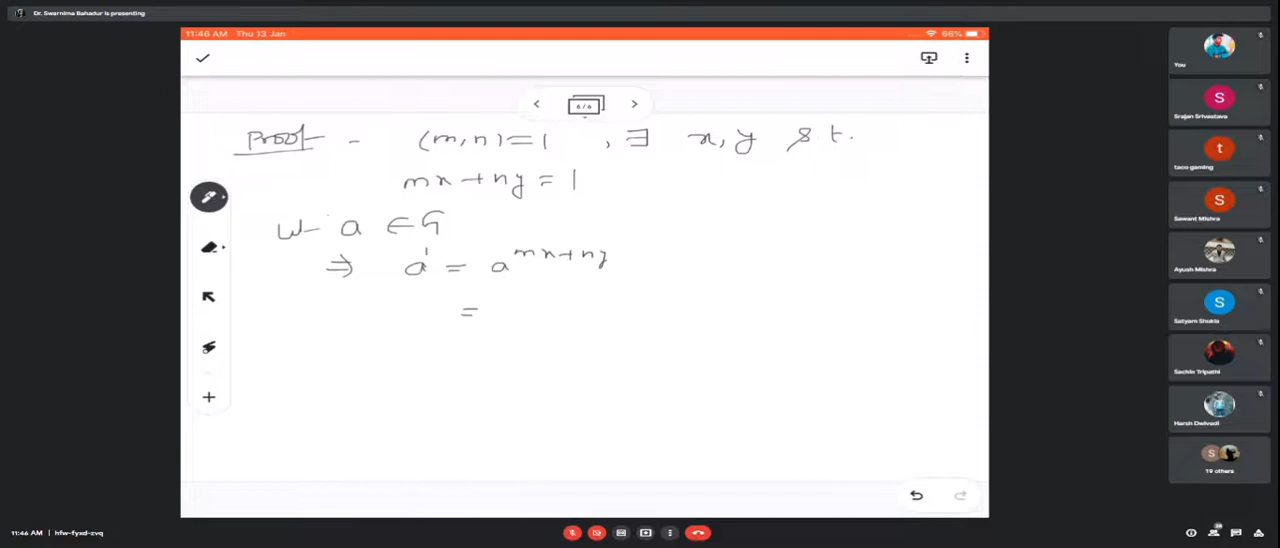 Dr. Swarnima Bahadur is presenting
11:46 AM Thu 13 Jan
66%
You
6/6
Srajan Srivastava
Proof - (m,n)=1 , ∃ x, y s t.
taco gaming
mx+ny = 1
Sawant Mishra
let a ∈ G
⇒ a¹ = a^{mx+ny}
Ayush Mishra
=
Satyam Shukla
Sachin Tripathi
Harsh Dwivedi
S
19 others
11:46 AM | hfw-fyxd-zvq